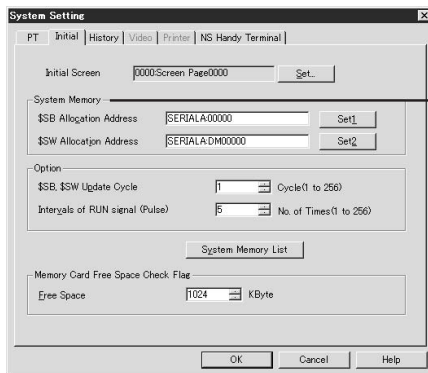 System Setting
PT Initial History Video Printer NS Handy Terminal
Initial Screen 0000:Screen Page0000 Set..
System Memory
$SB Allocation Address SERIALA:00000 Set1
$SW Allocation Address SERIALA:DM00000 Set2
Option
$SB, $SW Update Cycle 1 Cycle(1 to 256)
Intervals of RUN signal (Pulse) 5 No. of Times(1 to 256)
System Memory List
Memory Card Free Space Check Flag
Free Space 1024 KByte
OK Cancel Help